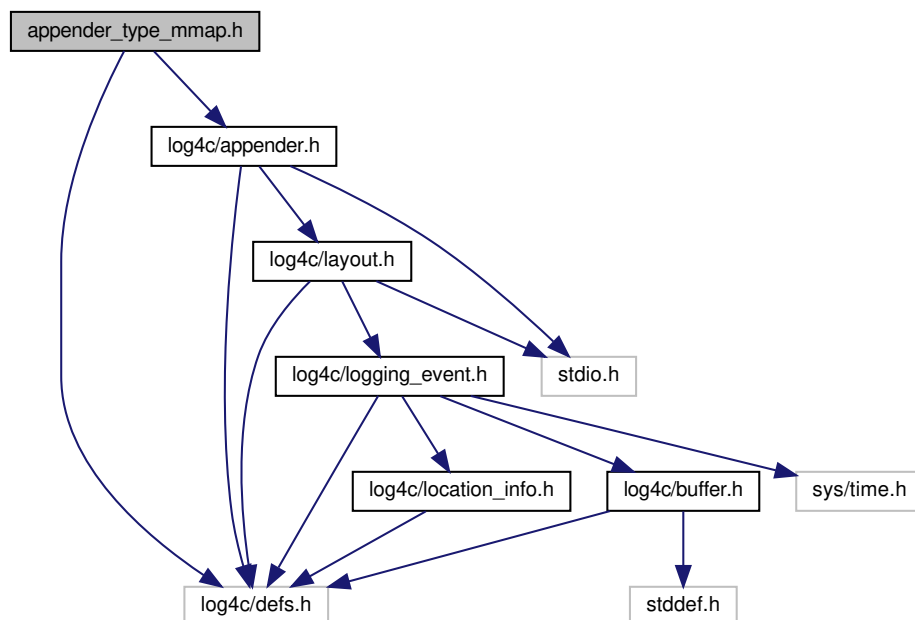 appender_type_mmap.h
log4c/appender.h
log4c/layout.h
log4c/logging_event.h
stdio.h
log4c/location_info.h
log4c/buffer.h
sys/time.h
log4c/defs.h
stddef.h